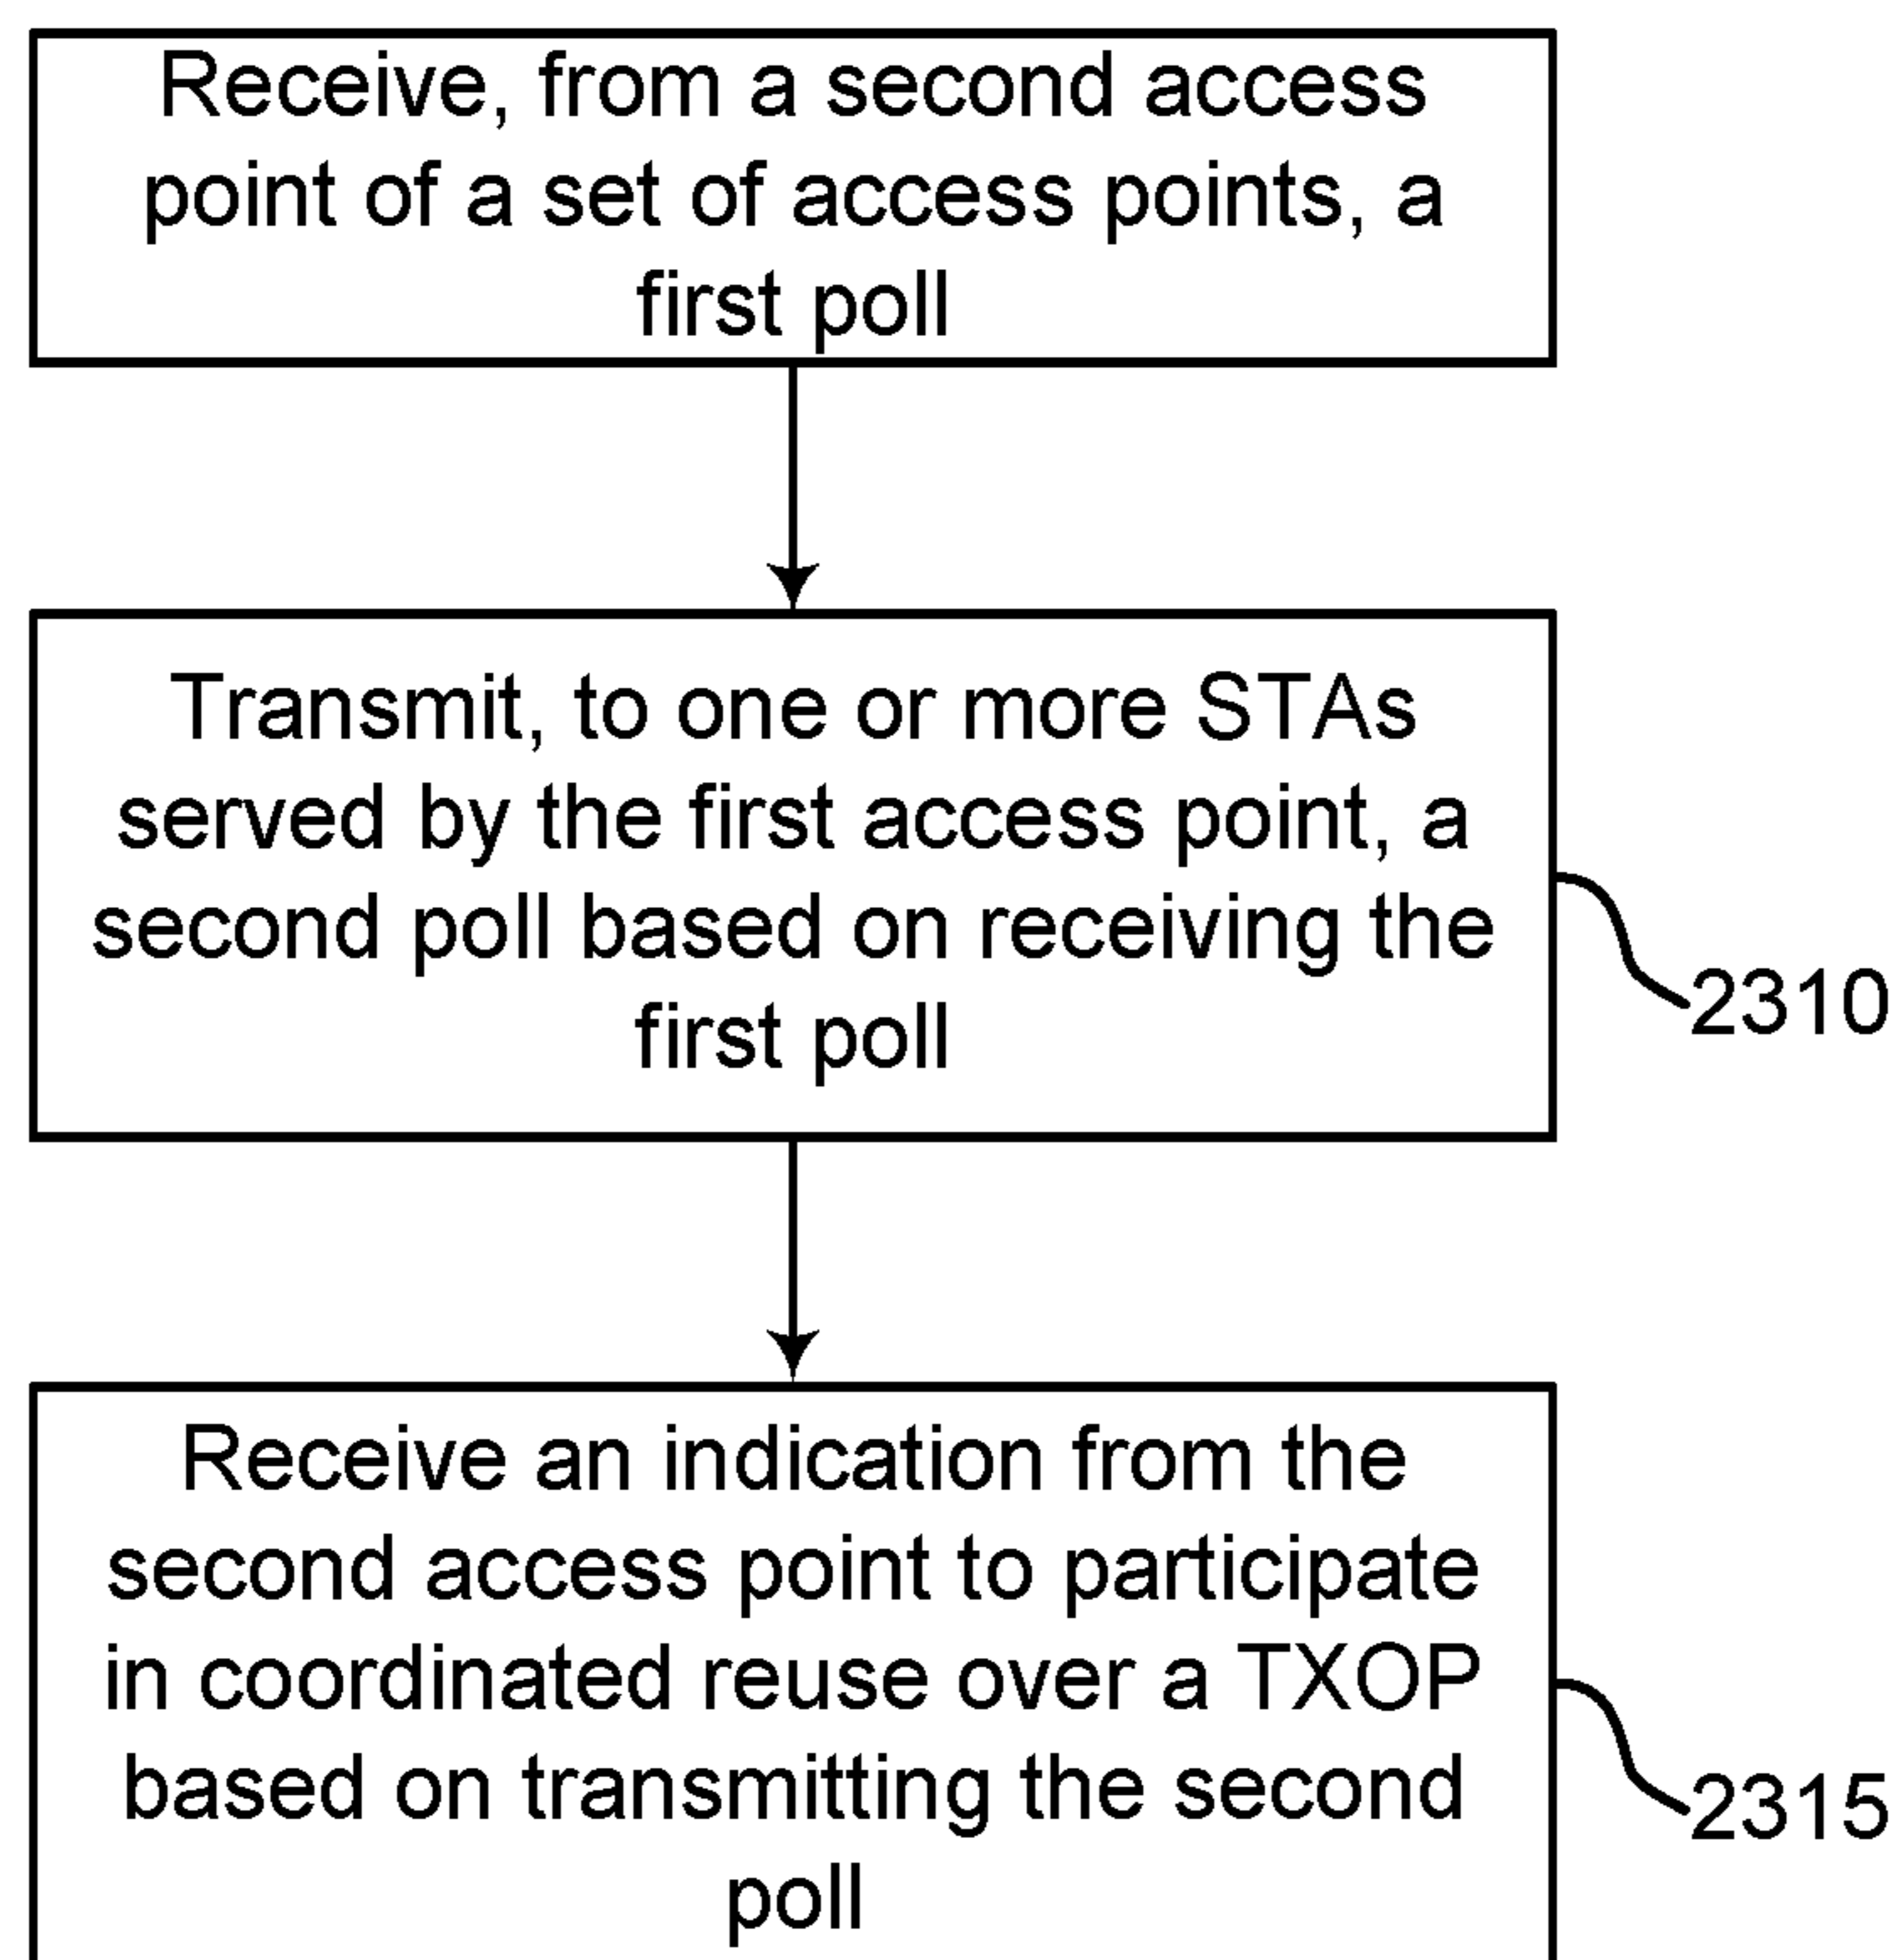 Receive, from a second access
point of a set of access points, a
first poll
Transmit, to one or more STAs
served by the first access point, a
second poll based on receiving the
first poll
2310
Receive an indication from the
second access point to participate
in coordinated reuse over a TXOP
based on transmitting the second
poll
2315